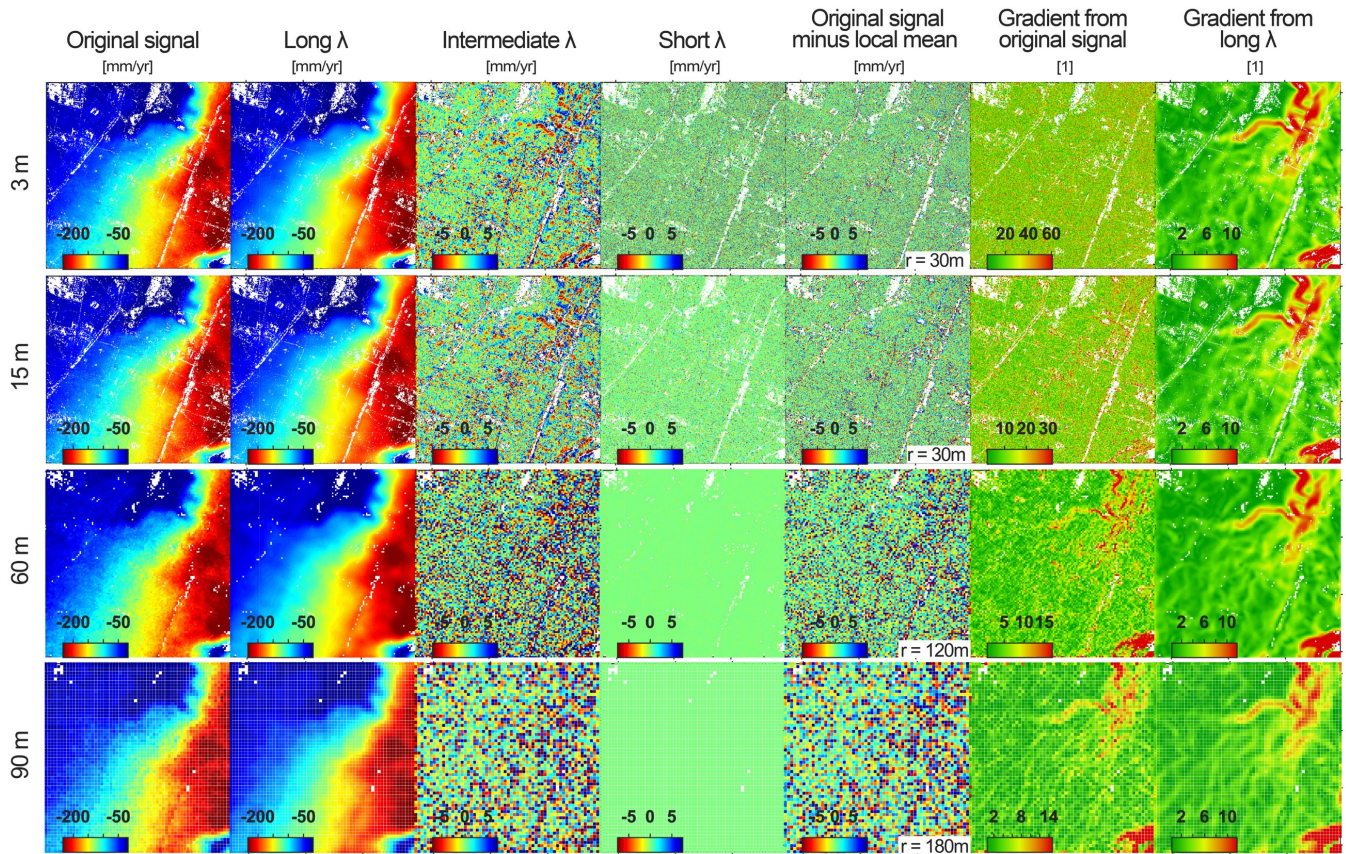 Original signal
[mm/yr]
Long λ
[mm/yr]
Intermediate λ
[mm/yr]
Short λ
[mm/yr]
Original signal
minus local mean
[mm/yr]
Gradient from
original signal
[1]
Gradient from
long λ
[1]
3 m
-200 -50
-200 -50
-5 0 5
-5 0 5
-5 0 5
r = 30m
20 40 60
2 6 10
15 m
-200 -50
-200 -50
-5 0 5
-5 0 5
-5 0 5
r = 30m
10 20 30
2 6 10
60 m
-200 -50
-200 -50
-5 0 5
-5 0 5
-5 0 5
r = 120m
5 10 15
2 6 10
90 m
-200 -50
-200 -50
-5 0 5
-5 0 5
-5 0 5
r = 180m
2 8 14
2 6 10